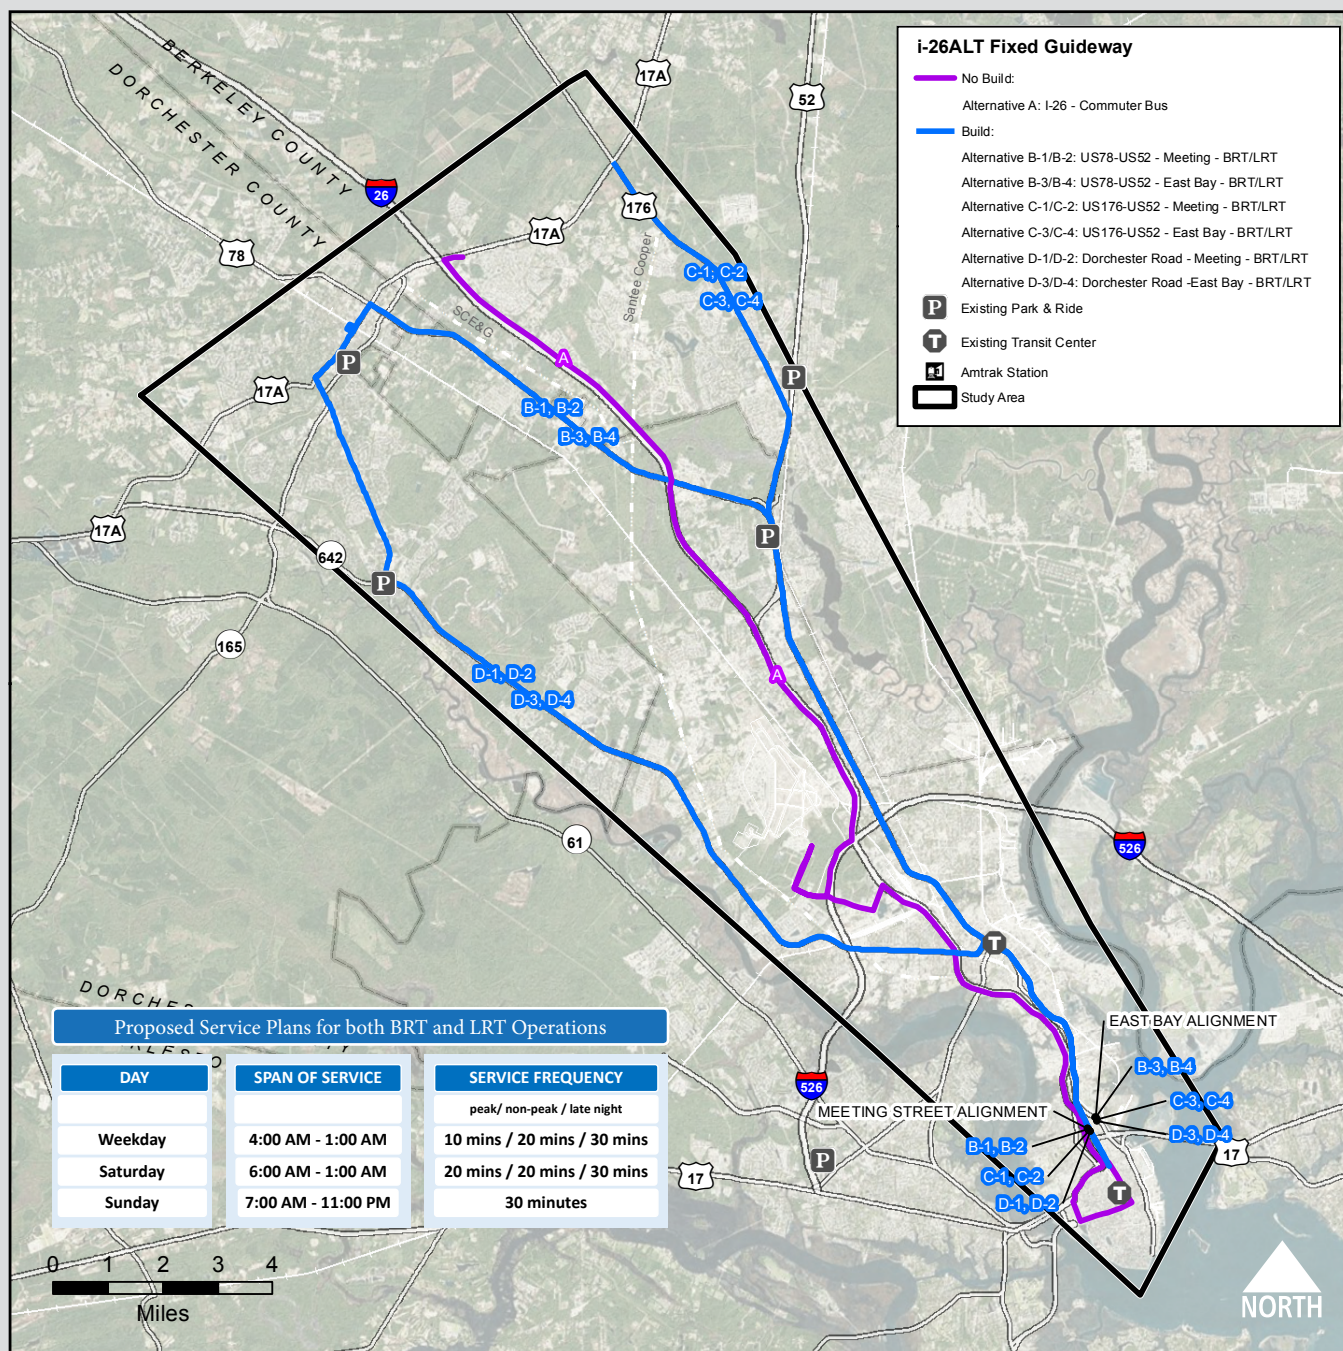 i-26ALT Fixed Guideway
No Build:
Alternative A: I-26 - Commuter Bus
Build:
Alternative B-1/B-2: US78-US52 - Meeting - BRT/LRT
Alternative B-3/B-4: US78-US52 - East Bay - BRT/LRT
Alternative C-1/C-2: US176-US52 - Meeting - BRT/LRT
Alternative C-3/C-4: US176-US52 - East Bay - BRT/LRT
Alternative D-1/D-2: Dorchester Road - Meeting - BRT/LRT
Alternative D-3/D-4: Dorchester Road -East Bay - BRT/LRT
P Existing Park & Ride
T Existing Transit Center
Amtrak Station
Study Area
BERKELEY COUNTY
DORCHESTER COUNTY
17A
52
26
176
17A
78
Santee Cooper
C-1, C-2
C-3, C-4
SCE&G
A
P
P
17A
B-1, B-2
B-3, B-4
17A
P
642
P
165
D-1, D-2
D-3, D-4
A
61
526
T
DORCHES
Proposed Service Plans for both BRT and LRT Operations
DAY SPAN OF SERVICE SERVICE FREQUENCY
peak/ non-peak / late night
Weekday 4:00 AM - 1:00 AM 10 mins / 20 mins / 30 mins
Saturday 6:00 AM - 1:00 AM 20 mins / 20 mins / 30 mins
Sunday 7:00 AM - 11:00 PM 30 minutes
EAST BAY ALIGNMENT
B-3, B-4
C-3, C-4
D-3, D-4
526
MEETING STREET ALIGNMENT
B-1, B-2
C-1, C-2
D-1, D-2
P
17
17
T
0 1 2 3 4
Miles
NORTH